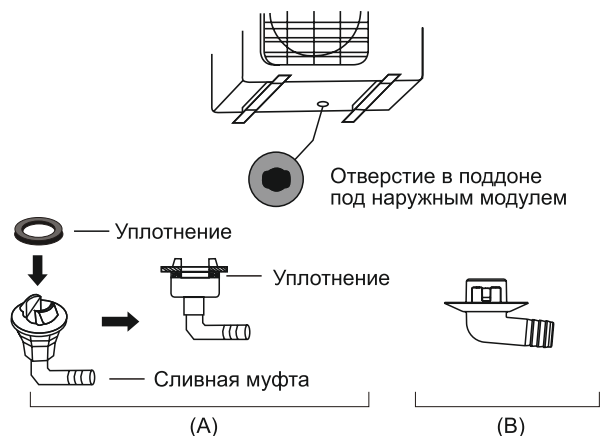 Отверстие в поддоне
под наружным модулем
Уплотнение
Уплотнение
Сливная муфта
(A)
(B)